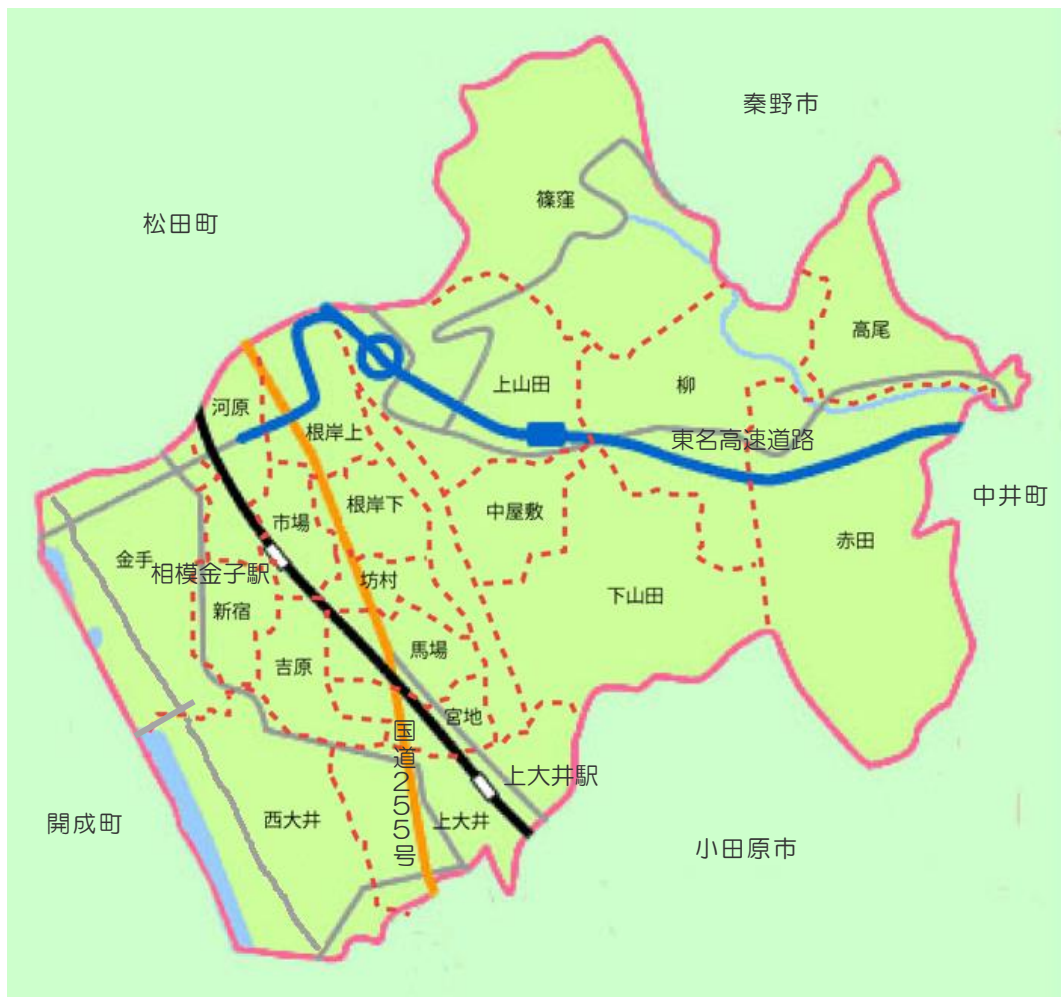 秦野市
篠窪
松田町
高尾
上山田
柳
河原
根岸上
東名高速道路
中井町
根岸下
中屋敷
市場
赤田
金手
相模金子駅
坊村
下山田
新宿
馬場
吉原
宮地
国道255号
上大井駅
西大井
上大井
開成町
小田原市